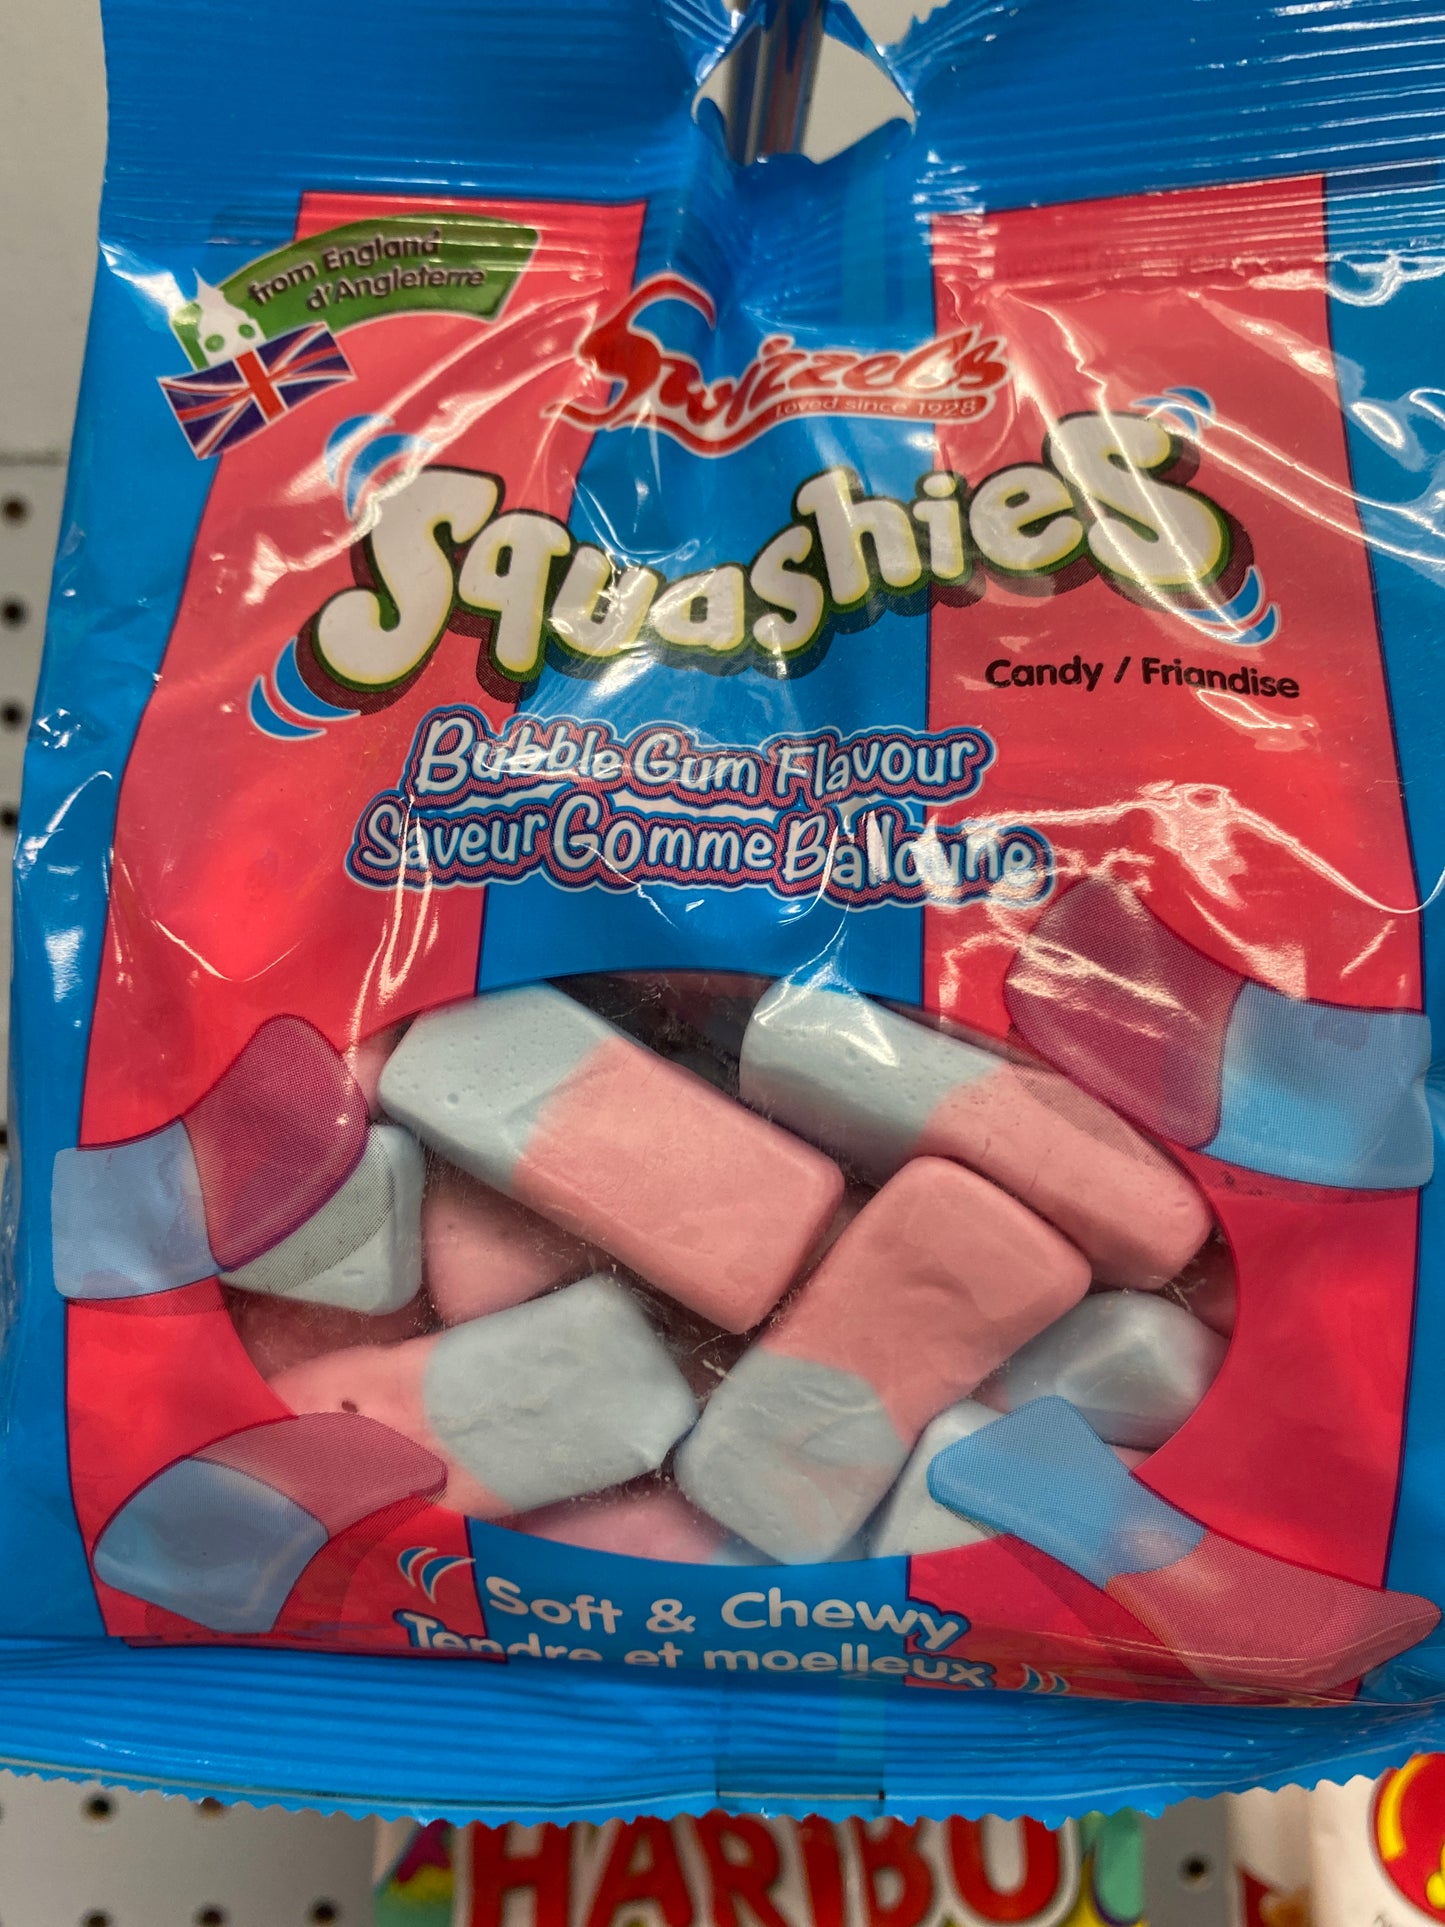 from England
d'Angleterre
Swizzels
Loved since 1928
Squashies
Candy / Friandise
Bubble Gum Flavour
Saveur Gomme Balloune
Soft & Chewy
Tendre et moelleux
HARIBO